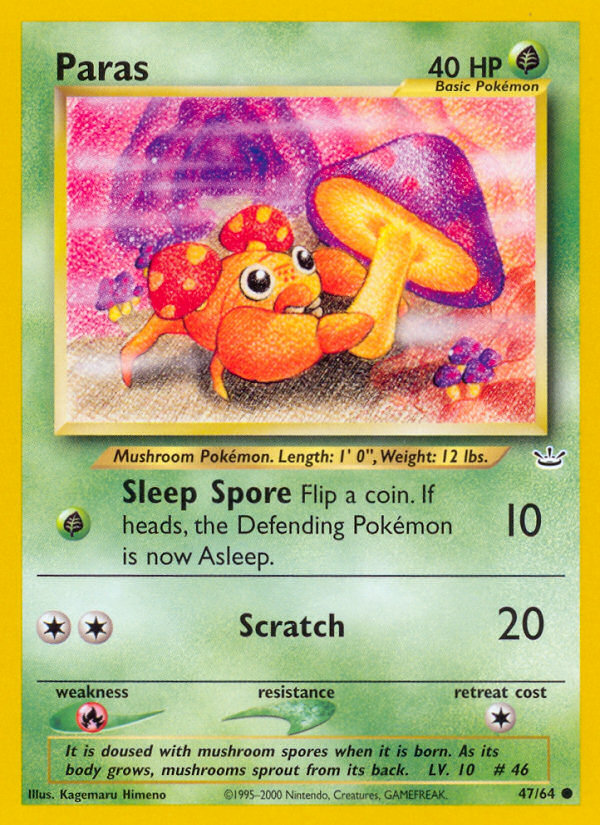 Paras
40 HP
Basic Pokémon
Mushroom Pokémon. Length: 1' 0", Weight: 12 lbs.
Sleep Spore Flip a coin. If
heads, the Defending Pokémon
is now Asleep.
10
Scratch
20
weakness
resistance
retreat cost
It is doused with mushroom spores when it is born. As its
body grows, mushrooms sprout from its back. LV. 10 # 46
Illus. Kagemaru Himeno
©1995-2000 Nintendo, Creatures, GAMEFREAK.
47/64